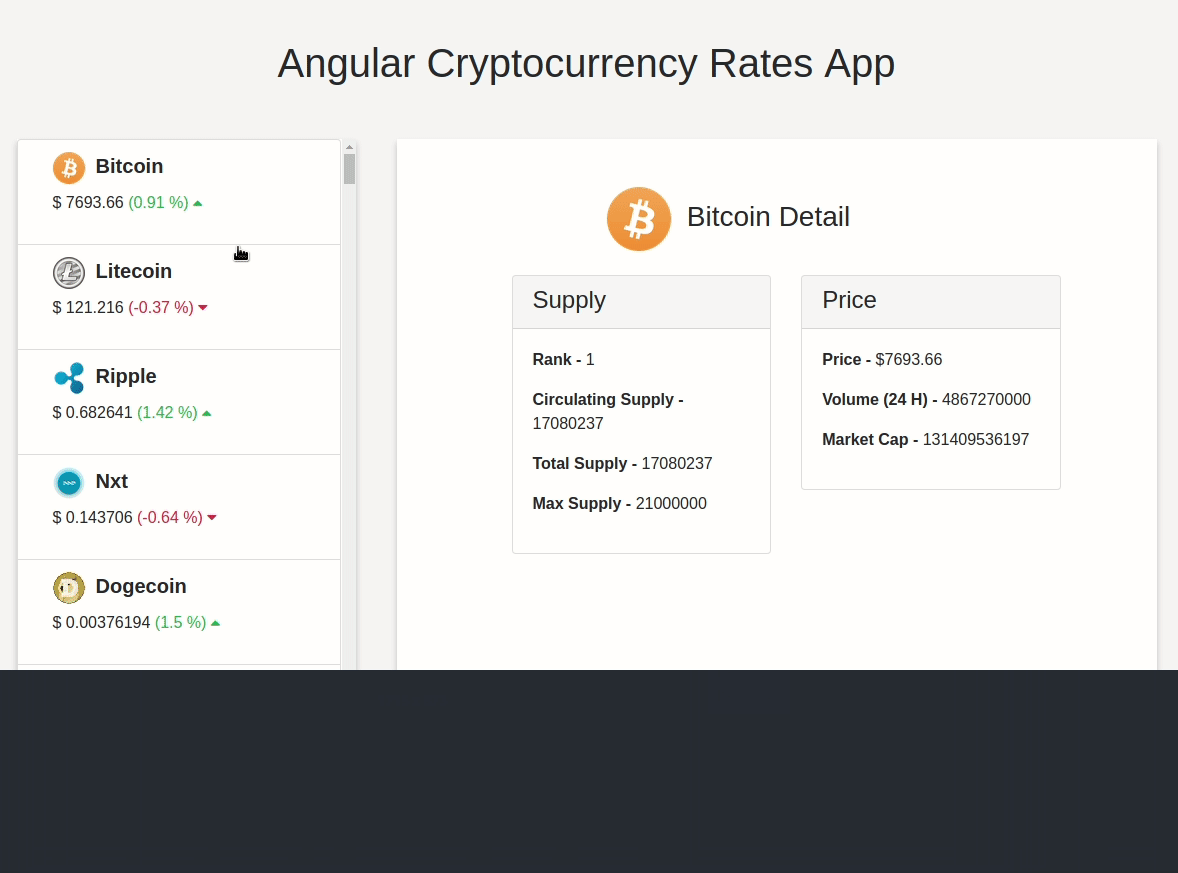 Angular Cryptocurrency Rates App
Bitcoin
$ 7693.66 (0.91 %)
Litecoin
$ 121.216 (-0.37 %)
Ripple
$ 0.682641 (1.42 %)
Nxt
$ 0.143706 (-0.64 %)
Dogecoin
$ 0.00376194 (1.5 %)
Bitcoin Detail
Supply
Rank - 1
Circulating Supply -
17080237
Total Supply - 17080237
Max Supply - 21000000
Price
Price - $7693.66
Volume (24 H) - 4867270000
Market Cap - 131409536197